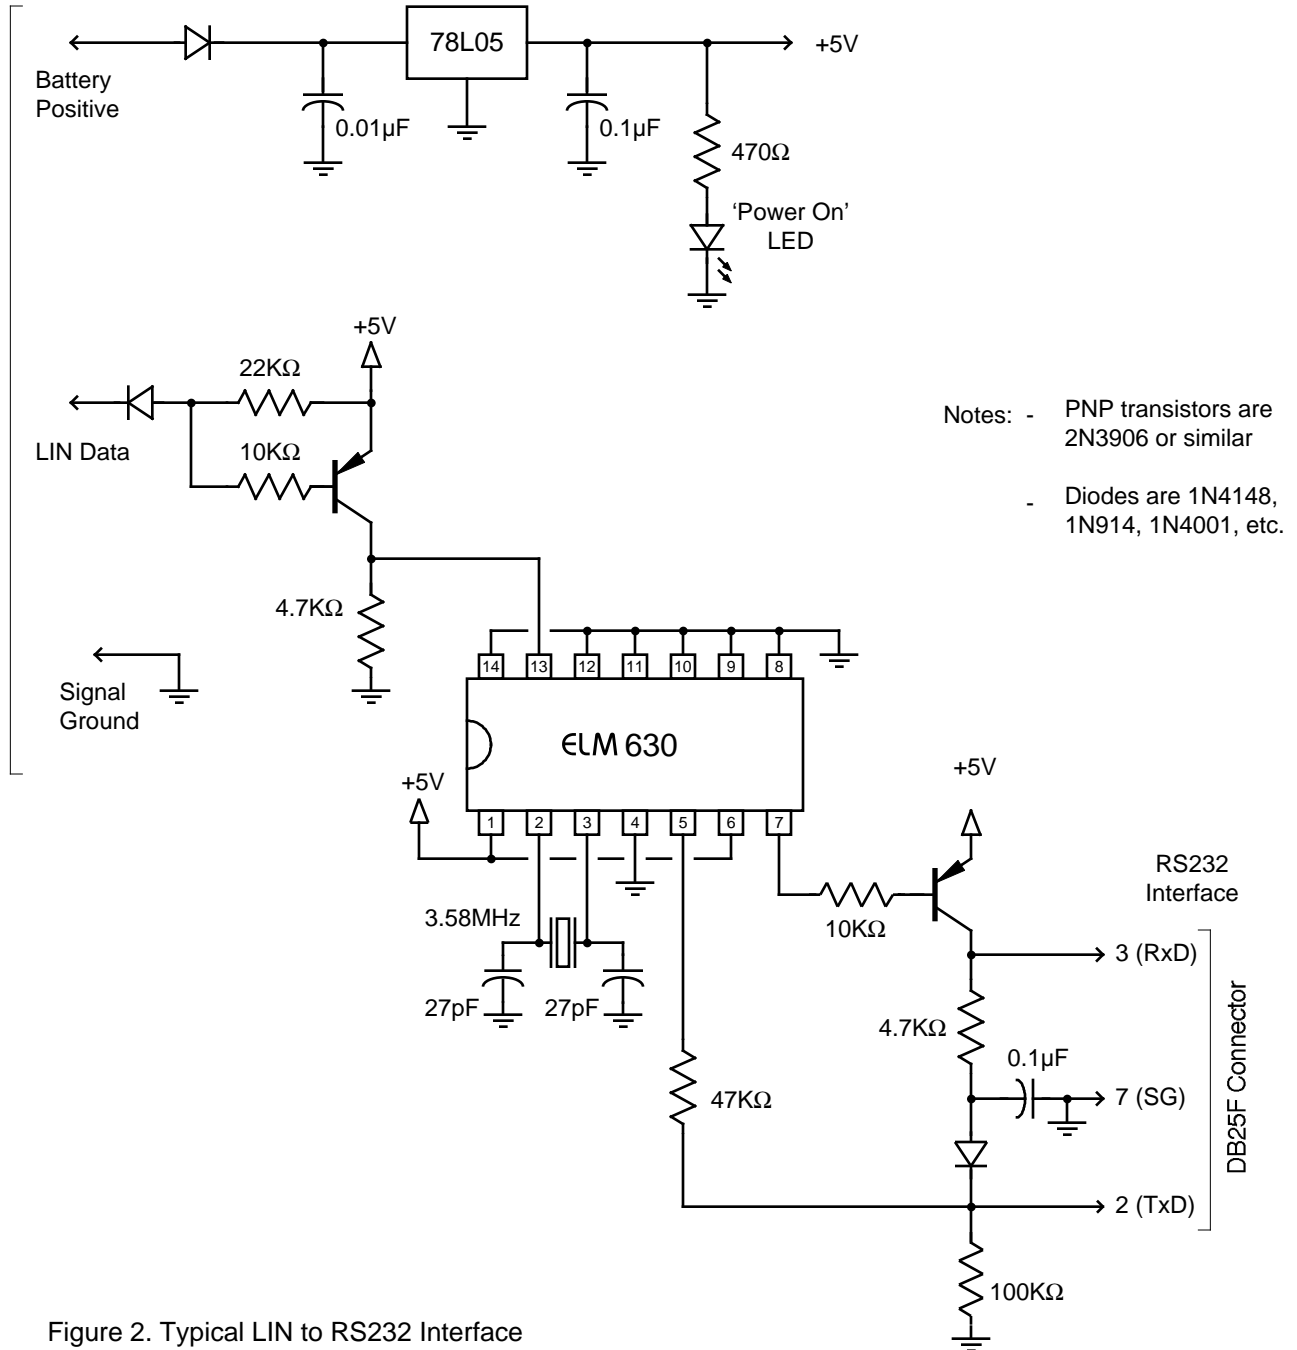 78L05
+5V
Battery
Positive
0.01µF
0.1µF
470Ω
‘Power On’
LED
+5V
22KΩ
LIN Data
10KΩ
Notes: - PNP transistors are
2N3906 or similar
- Diodes are 1N4148,
1N914, 1N4001, etc.
4.7KΩ
Signal
Ground
14 13 12 11 10 9 8
ELM 630
+5V
+5V
1 2 3 4 5 6 7
RS232
Interface
3.58MHz
10KΩ
27pF 27pF
3 (RxD)
4.7KΩ
0.1µF
47KΩ
7 (SG)
DB25F Connector
2 (TxD)
100KΩ
Figure 2. Typical LIN to RS232 Interface